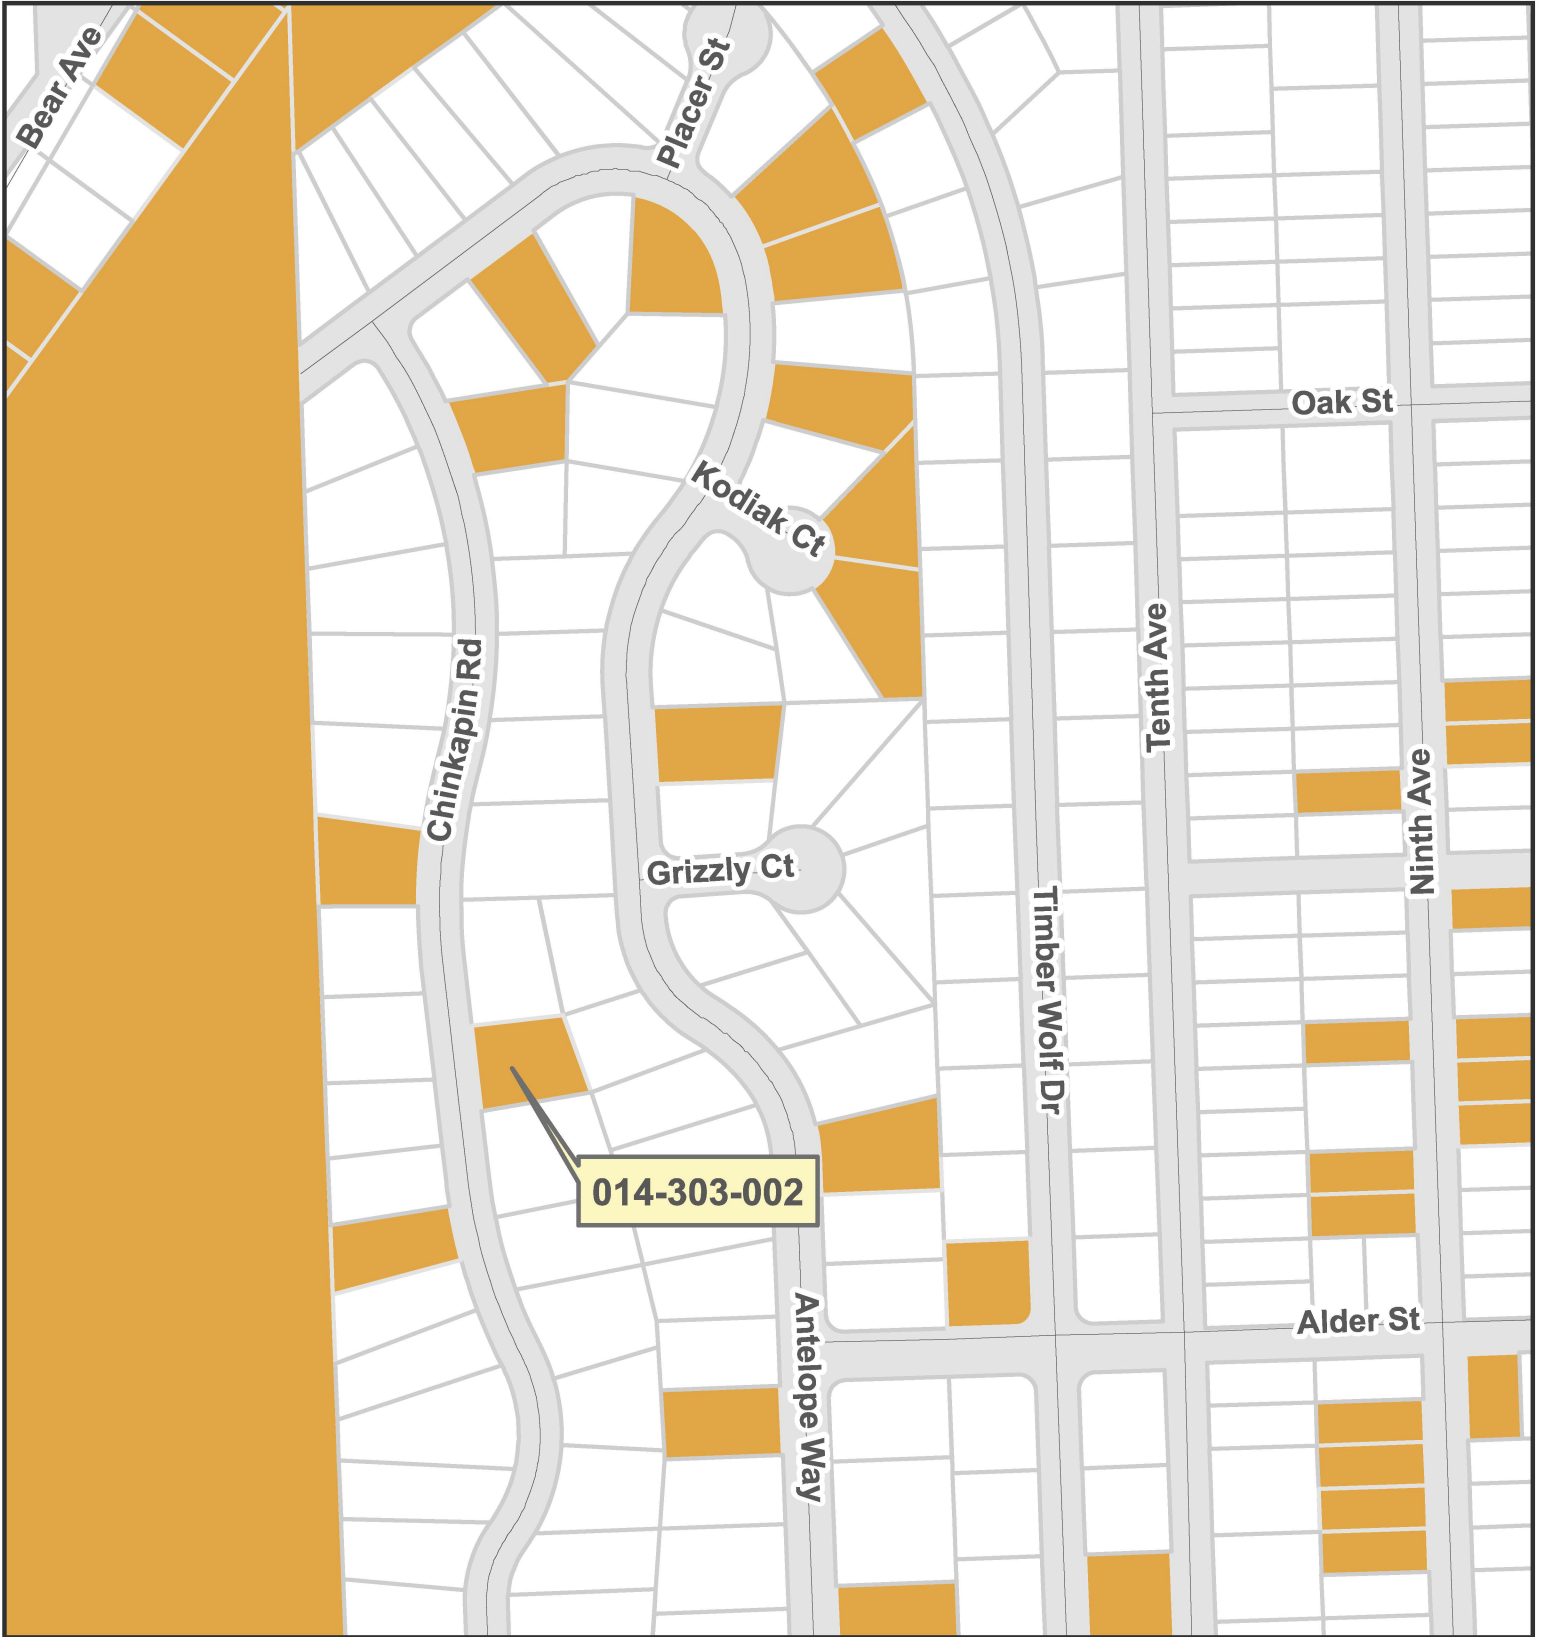 Bear Ave
Placer St
Oak St
Kodiak Ct
Tenth Ave
Chinkapin Rd
Ninth Ave
Grizzly Ct
Timber Wolf Dr
014-303-002
Antelope Way
Alder St